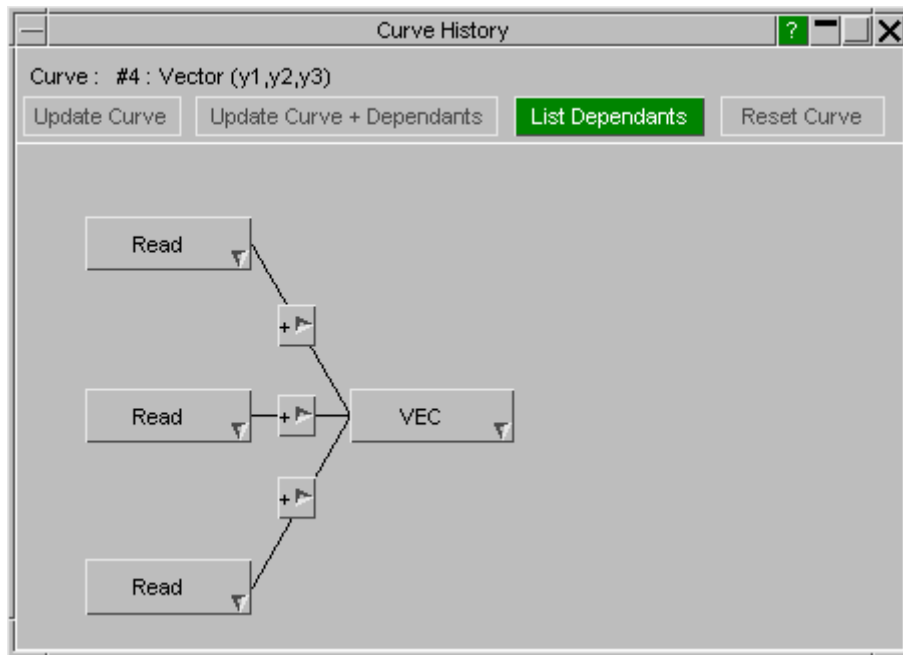 Curve History ?
Curve : #4 : Vector (y1,y2,y3)
Update Curve Update Curve + Dependants List Dependants Reset Curve
Read
+
Read + VEC
+
Read